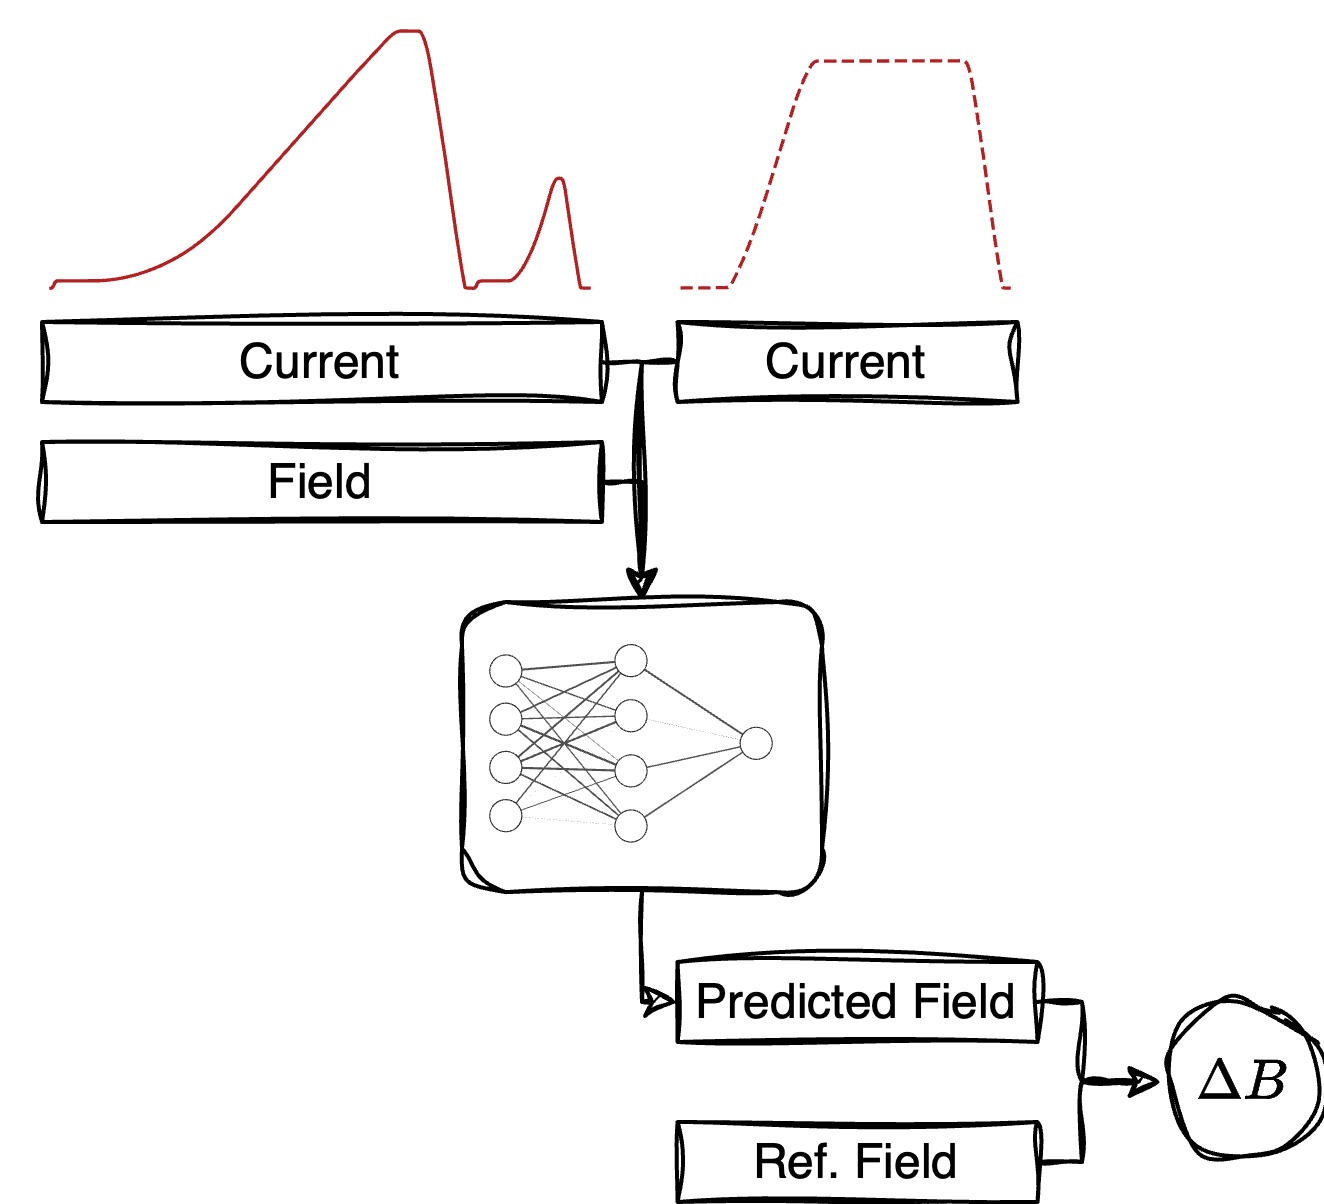 Current
Current
Field
Predicted Field
ΔB
Ref. Field